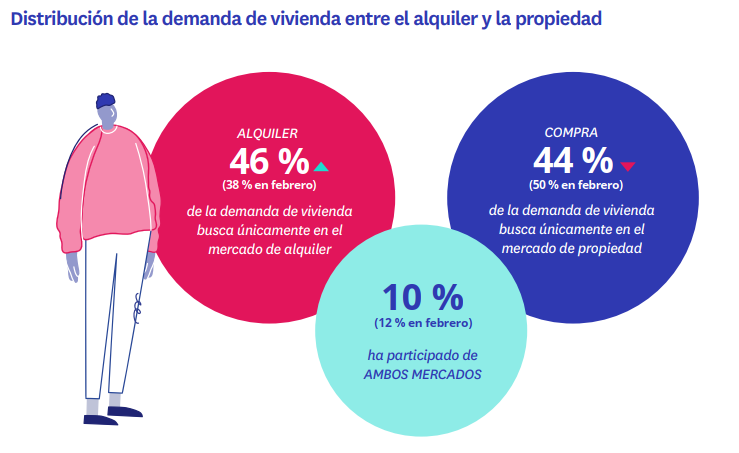 Distribución de la demanda de vivienda entre el alquiler y la propiedad
ALQUILER
46 %
(38 % en febrero)
de la demanda de vivienda
busca únicamente en el
mercado de alquiler
COMPRA
44 %
(50 % en febrero)
de la demanda de vivienda
busca únicamente en el
mercado de propiedad
10 %
(12 % en febrero)
ha participado de
AMBOS MERCADOS